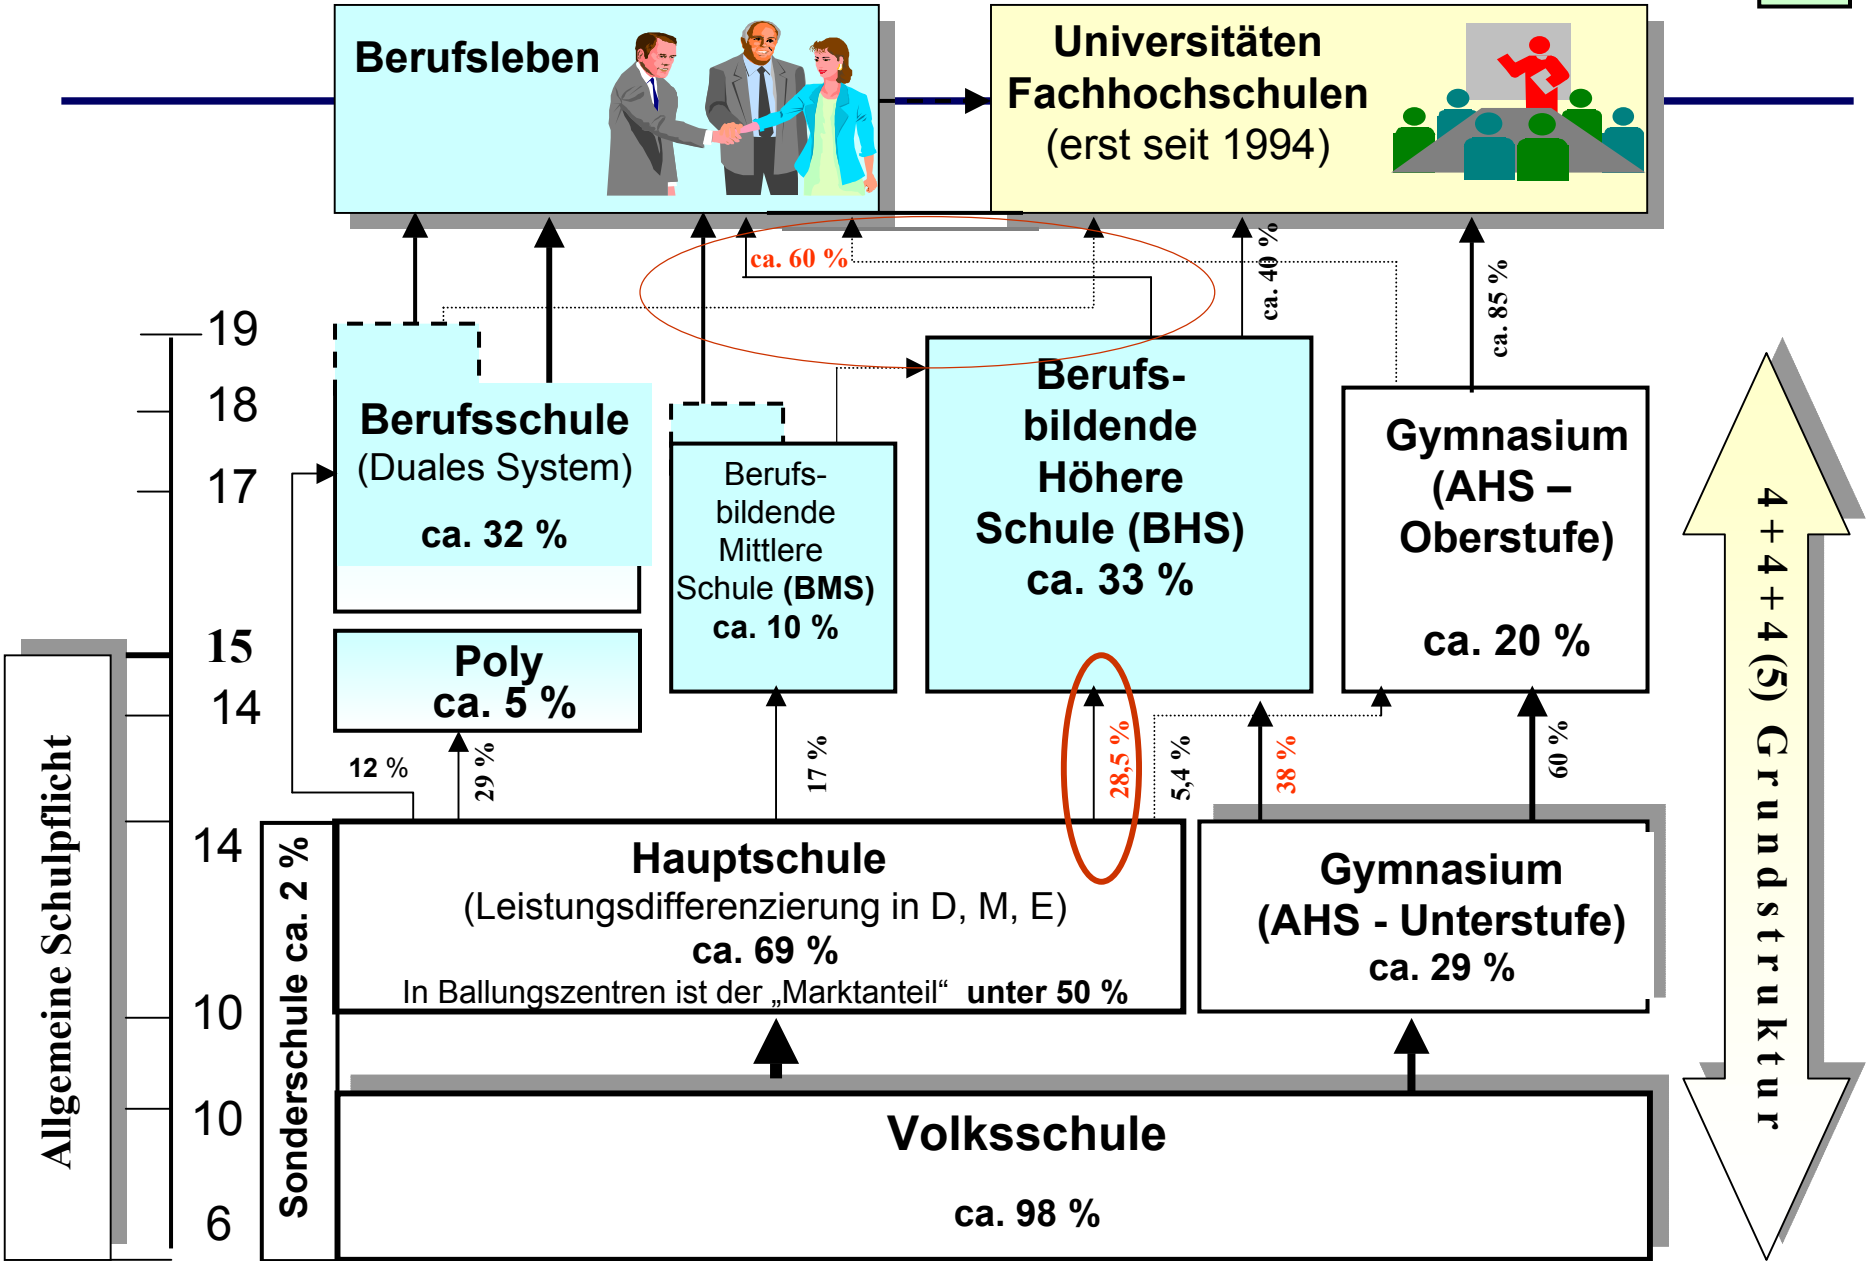 Berufsleben
Universitäten
Fachhochschulen
(erst seit 1994)
ca. 60 %
ca. 40 %
ca. 85 %
19
18
17
15
14
14
10
10
6
Allgemeine Schulpflicht
Berufsschule
(Duales System)
ca. 32 %
Berufs-
bildende
Mittlere
Schule (BMS)
ca. 10 %
Berufs-
bildende
Höhere
Schule (BHS)
ca. 33 %
Gymnasium
(AHS –
Oberstufe)
ca. 20 %
Poly
ca. 5 %
12 %
29 %
17 %
28,5 %
5,4 %
38 %
60 %
Sonderschule ca. 2 %
Hauptschule
(Leistungsdifferenzierung in D, M, E)
ca. 69 %
In Ballungszentren ist der „Marktanteil“ unter 50 %
Gymnasium
(AHS - Unterstufe)
ca. 29 %
Volksschule
ca. 98 %
4+4+4(5) Grundstruktur